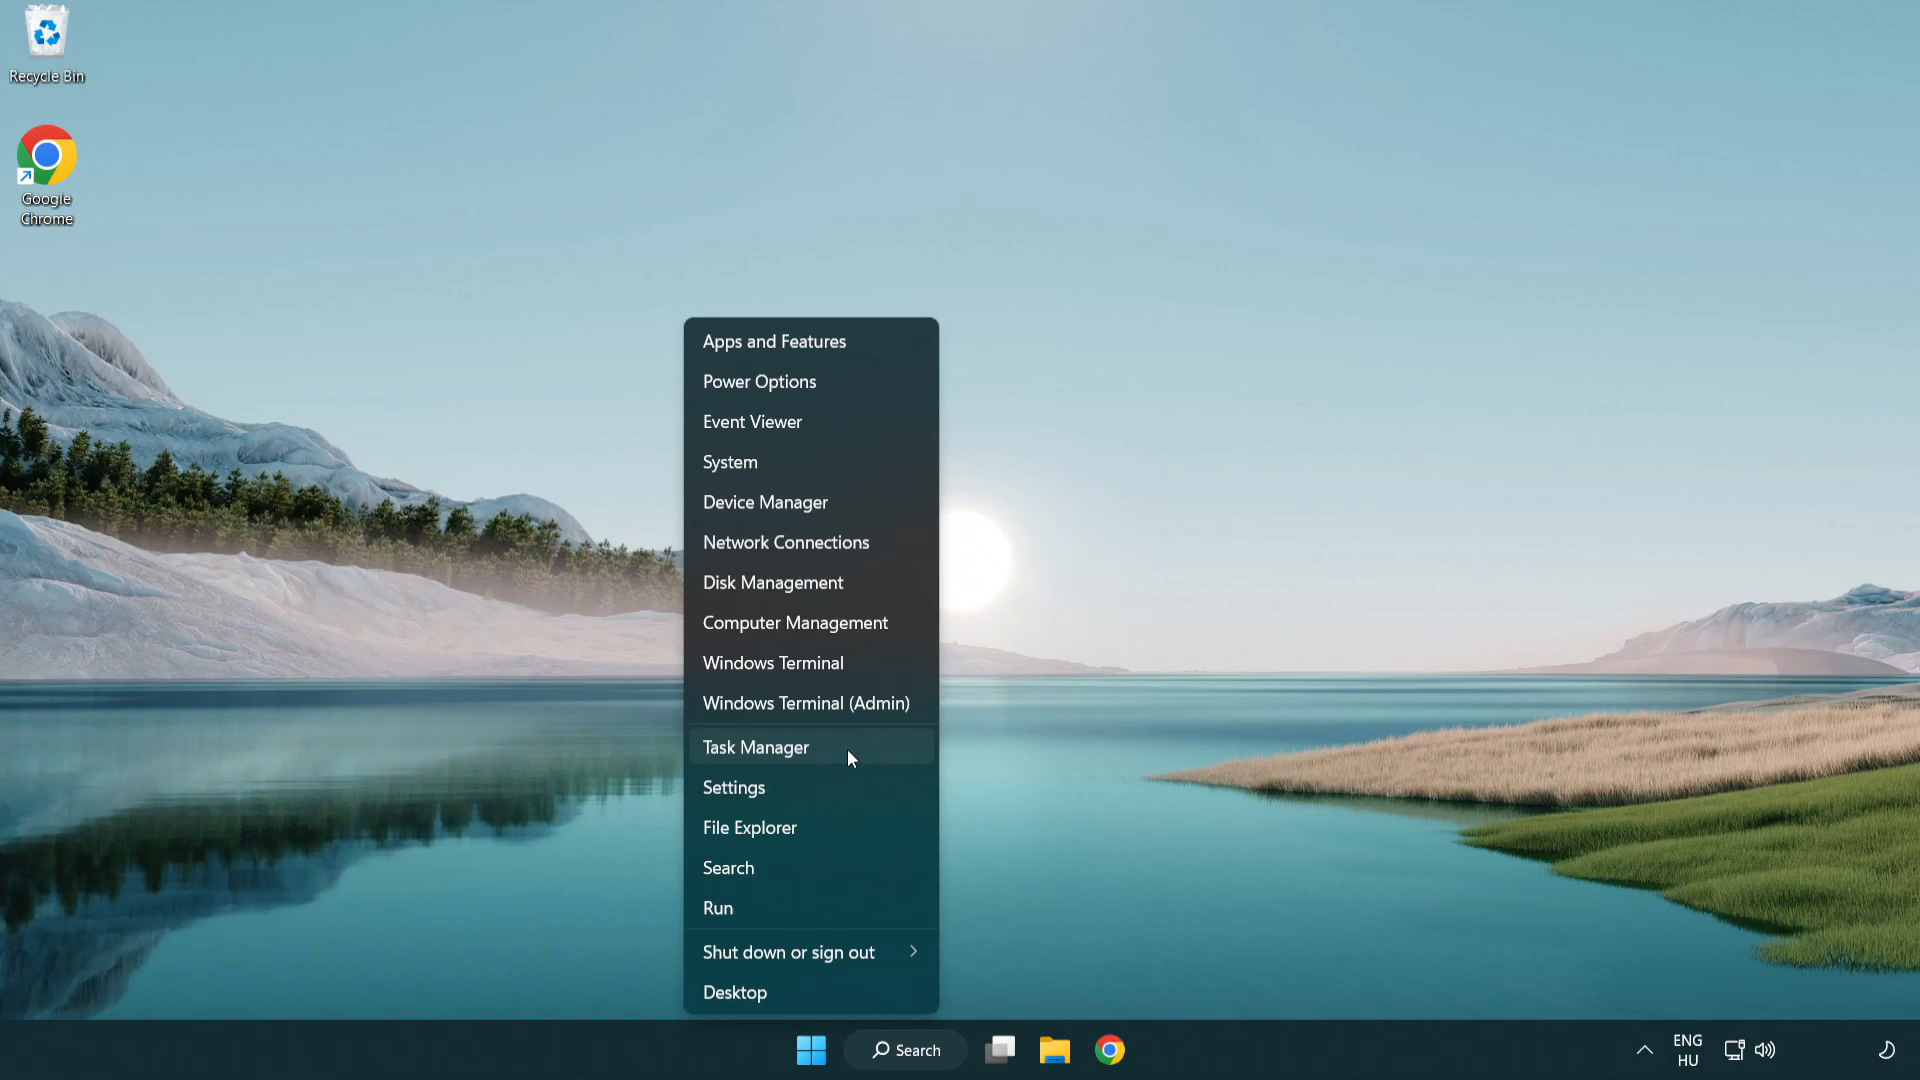 Recycle Bin
Google
Chrome
Apps and Features
Power Options
Event Viewer
System
Device Manager
Network Connections
Disk Management
Computer Management
Windows Terminal
Windows Terminal (Admin)
Task Manager
Settings
File Explorer
Search
Run
Shut down or sign out
Desktop
Search
ENG
HU